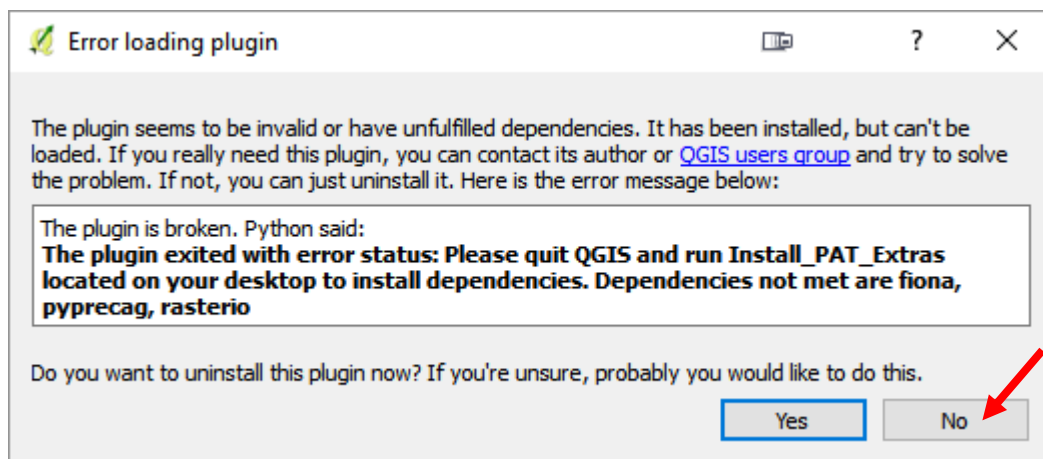 Error loading plugin
?
The plugin seems to be invalid or have unfulfilled dependencies. It has been installed, but can't be
loaded. If you really need this plugin, you can contact its author or QGIS users group and try to solve
the problem. If not, you can just uninstall it. Here is the error message below:
The plugin is broken. Python said:
The plugin exited with error status: Please quit QGIS and run Install_PAT_Extras
located on your desktop to install dependencies. Dependencies not met are fiona,
pyprecag, rasterio
Do you want to uninstall this plugin now? If you're unsure, probably you would like to do this.
Yes No